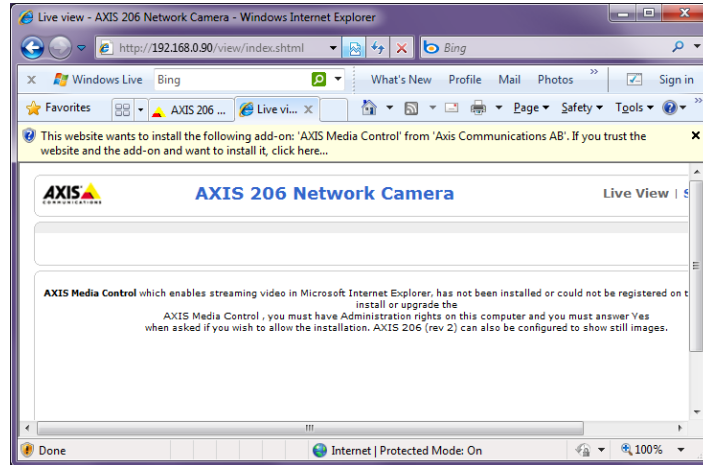 Live view - AXIS 206 Network Camera - Windows Internet Explorer
http://192.168.0.90/view/index.shtml
Bing
Windows Live
Bing
What's New
Profile
Mail
Photos
»
Sign in
Favorites
AXIS 206 ...
Live vi...
Page
Safety
Tools
»
This website wants to install the following add-on: 'AXIS Media Control' from 'Axis Communications AB'. If you trust the
website and the add-on and want to install it, click here...
AXIS
COMMUNICATIONS
AXIS 206 Network Camera
Live View |
AXIS Media Control which enables streaming video in Microsoft Internet Explorer, has not been installed or could not be registered on
install or upgrade the
AXIS Media Control , you must have Administration rights on this computer and you must answer Yes
when asked if you wish to allow the installation. AXIS 206 (rev 2) can also be configured to show still images.
Done
Internet | Protected Mode: On
100%